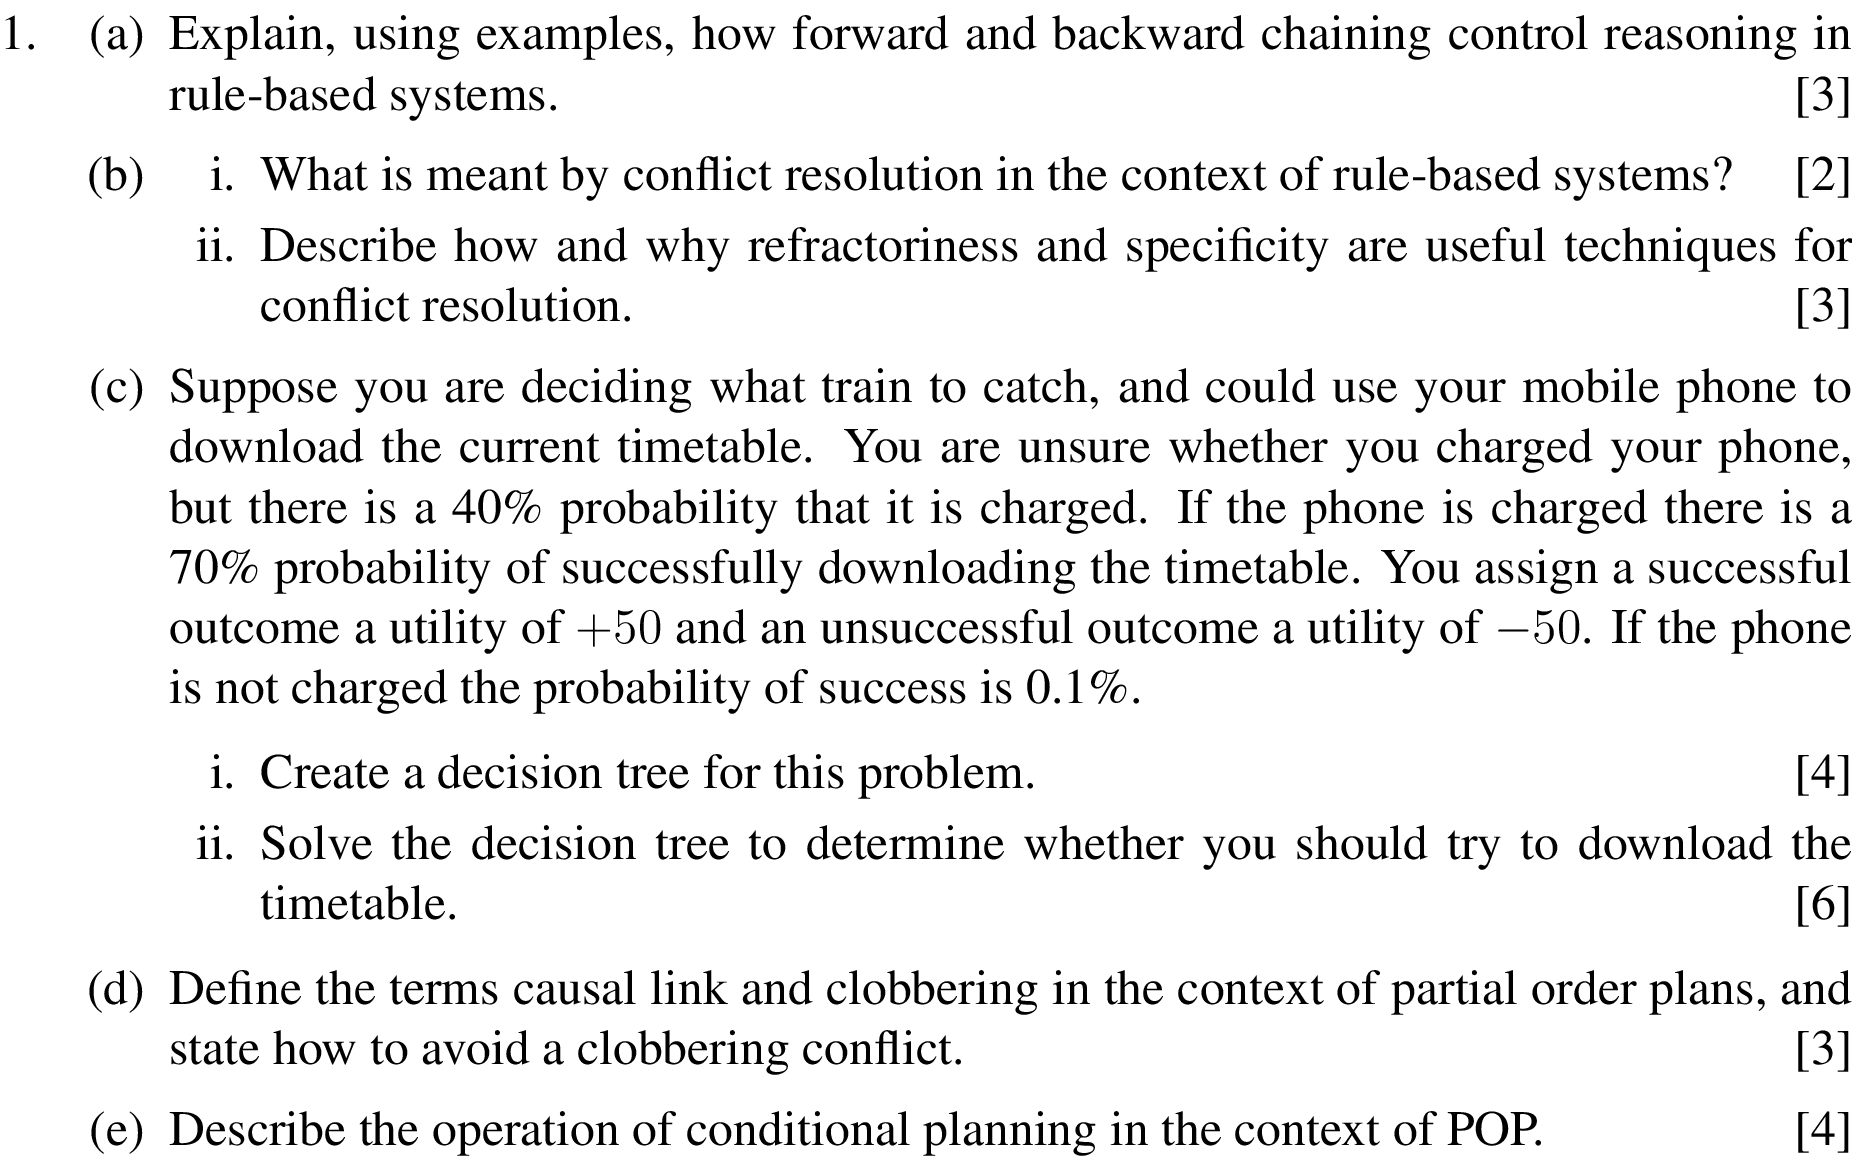 1. (a) Explain, using examples, how forward and backward chaining control reasoning in
rule-based systems. [3]
(b) i. What is meant by conflict resolution in the context of rule-based systems? [2]
ii. Describe how and why refractoriness and specificity are useful techniques for
conflict resolution. [3]
(c) Suppose you are deciding what train to catch, and could use your mobile phone to
download the current timetable. You are unsure whether you charged your phone,
but there is a 40% probability that it is charged. If the phone is charged there is a
70% probability of successfully downloading the timetable. You assign a successful
outcome a utility of +50 and an unsuccessful outcome a utility of −50. If the phone
is not charged the probability of success is 0.1%.
i. Create a decision tree for this problem. [4]
ii. Solve the decision tree to determine whether you should try to download the
timetable. [6]
(d) Define the terms causal link and clobbering in the context of partial order plans, and
state how to avoid a clobbering conflict. [3]
(e) Describe the operation of conditional planning in the context of POP. [4]